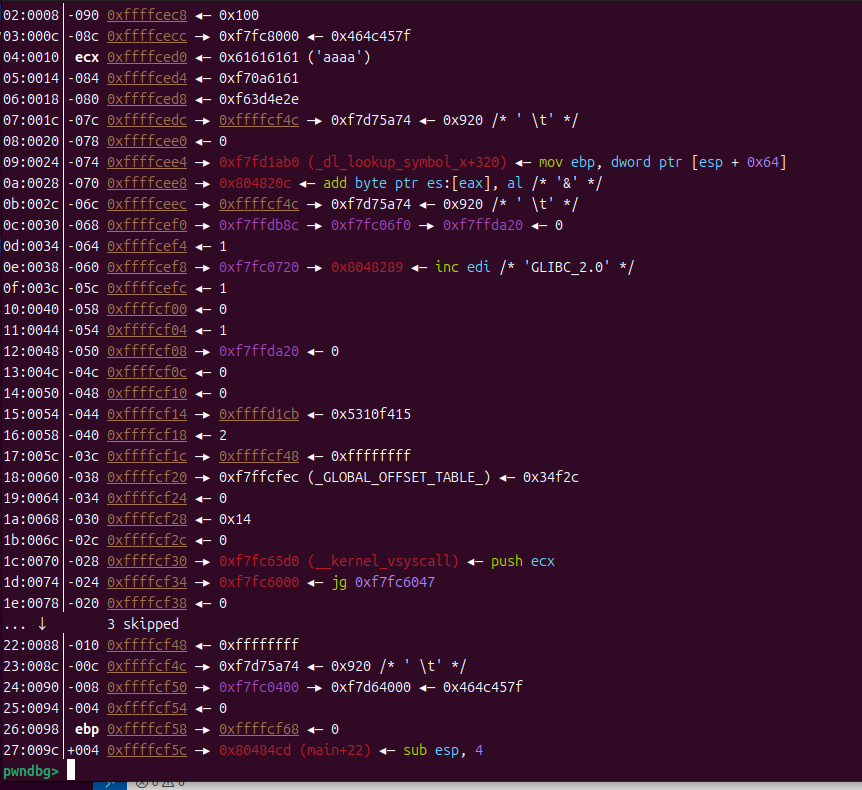 02:0008│-090 0xffffcec8 ◂— 0x100
03:000c│-08c 0xffffcecc —▸ 0xf7fc8000 ◂— 0x464c457f
04:0010│ ecx 0xffffced0 ◂— 0x61616161 ('aaaa')
05:0014│-084 0xffffced4 ◂— 0xf70a6161
06:0018│-080 0xffffced8 ◂— 0xf63d4e2e
07:001c│-07c 0xffffcedc —▸ 0xffffcf4c —▸ 0xf7d75a74 ◂— 0x920 /* ' \t' */
08:0020│-078 0xffffcee0 ◂— 0
09:0024│-074 0xffffcee4 —▸ 0xf7fd1ab0 (_dl_lookup_symbol_x+320) ◂— mov ebp, dword ptr [esp + 0x64]
0a:0028│-070 0xffffcee8 —▸ 0x804820c ◂— add byte ptr es:[eax], al /* '&' */
0b:002c│-06c 0xffffceec —▸ 0xffffcf4c —▸ 0xf7d75a74 ◂— 0x920 /* ' \t' */
0c:0030│-068 0xffffcef0 —▸ 0xf7ffdb8c —▸ 0xf7fc06f0 —▸ 0xf7ffda20 ◂— 0
0d:0034│-064 0xffffcef4 ◂— 1
0e:0038│-060 0xffffcef8 —▸ 0xf7fc0720 —▸ 0x8048289 ◂— inc edi /* 'GLIBC_2.0' */
0f:003c│-05c 0xffffcefc ◂— 1
10:0040│-058 0xffffcf00 ◂— 0
11:0044│-054 0xffffcf04 ◂— 1
12:0048│-050 0xffffcf08 —▸ 0xf7ffda20 ◂— 0
13:004c│-04c 0xffffcf0c ◂— 0
14:0050│-048 0xffffcf10 ◂— 0
15:0054│-044 0xffffcf14 —▸ 0xffffd1cb ◂— 0x5310f415
16:0058│-040 0xffffcf18 ◂— 2
17:005c│-03c 0xffffcf1c —▸ 0xffffcf48 ◂— 0xffffffff
18:0060│-038 0xffffcf20 —▸ 0xf7ffcfec (_GLOBAL_OFFSET_TABLE_) ◂— 0x34f2c
19:0064│-034 0xffffcf24 ◂— 0
1a:0068│-030 0xffffcf28 ◂— 0x14
1b:006c│-02c 0xffffcf2c ◂— 0
1c:0070│-028 0xffffcf30 —▸ 0xf7fc65d0 (__kernel_vsyscall) ◂— push ecx
1d:0074│-024 0xffffcf34 —▸ 0xf7fc6000 ◂— jg 0xf7fc6047
1e:0078│-020 0xffffcf38 ◂— 0
... ↓ 3 skipped
22:0088│-010 0xffffcf48 ◂— 0xffffffff
23:008c│-00c 0xffffcf4c —▸ 0xf7d75a74 ◂— 0x920 /* ' \t' */
24:0090│-008 0xffffcf50 —▸ 0xf7fc0400 —▸ 0xf7d64000 ◂— 0x464c457f
25:0094│-004 0xffffcf54 ◂— 0
26:0098│ ebp 0xffffcf58 —▸ 0xffffcf68 ◂— 0
27:009c│+004 0xffffcf5c —▸ 0x80484cd (main+22) ◂— sub esp, 4
pwndbg>